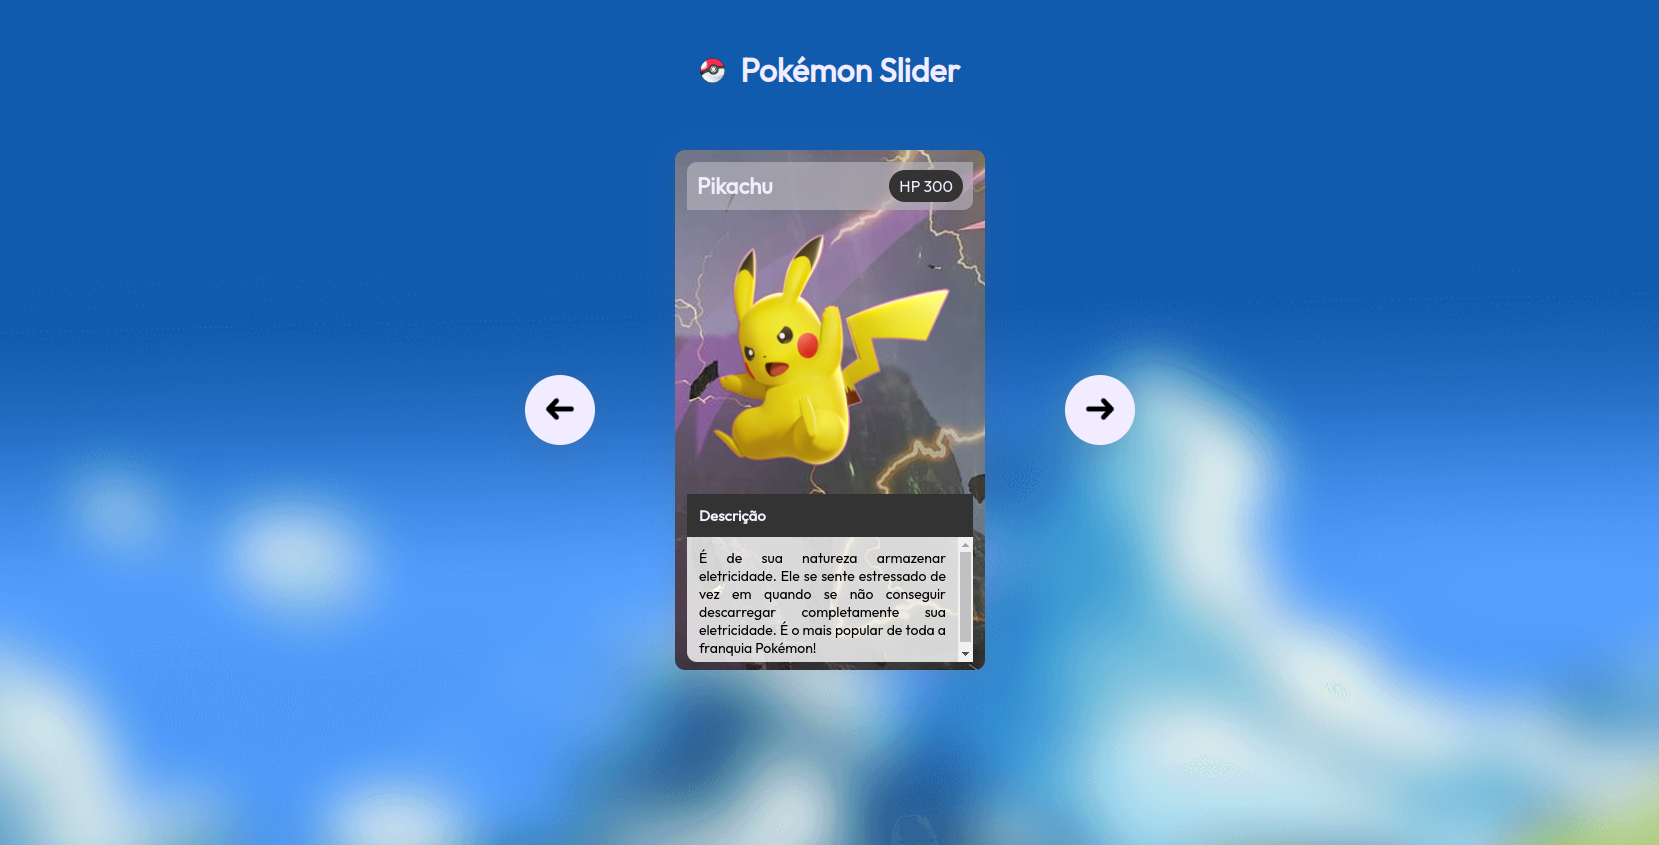 Pokémon Slider
Pikachu
HP 300
Descrição
É de sua natureza armazenar
eletricidade. Ele se sente estressado de
vez em quando se não conseguir
descarregar completamente sua
eletricidade. É o mais popular de toda a
franquia Pokémon!